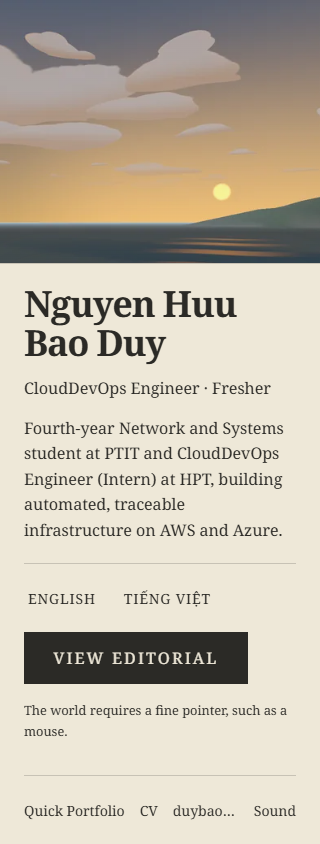 Nguyen Huu
Bao Duy
CloudDevOps Engineer · Fresher
Fourth-year Network and Systems
student at PTIT and CloudDevOps
Engineer (Intern) at HPT, building
automated, traceable
infrastructure on AWS and Azure.
ENGLISH TIẾNG VIỆT
VIEW EDITORIAL
The world requires a fine pointer, such as a
mouse.
Quick Portfolio CV duybao... Sound